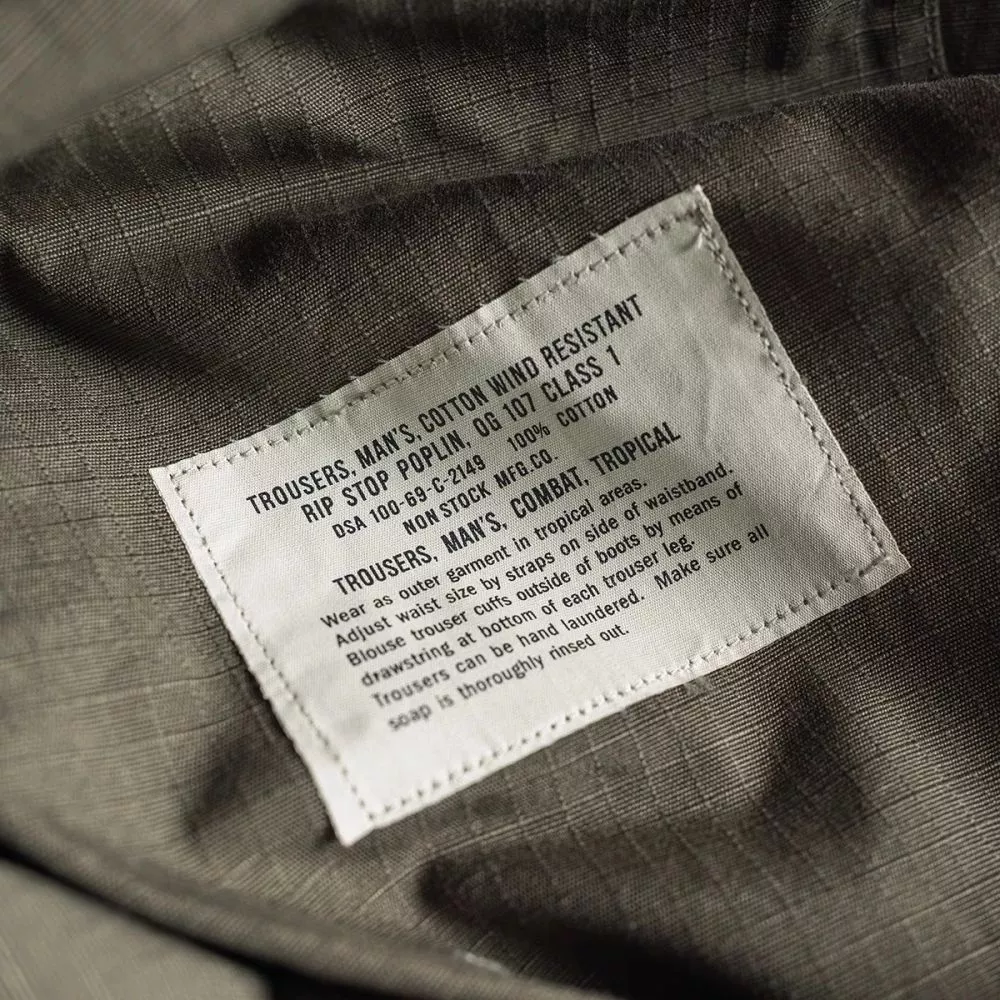 TROUSERS, MAN'S, COTTON WIND RESISTANT
RIP STOP POPLIN, OG 107 CLASS 1
DSA 100-69-C-2149 100% COTTON
NON STOCK MFG.CO.
TROUSERS, MAN'S, COMBAT, TROPICAL
Wear as outer garment in tropical areas.
Adjust waist size by straps on side of waistband.
Blouse trouser cuffs outside of boots by means of
drawstring at bottom of each trouser leg.
Trousers can be hand laundered. Make sure all
soap is thoroughly rinsed out.